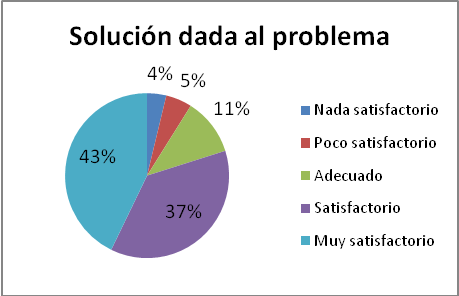 Solución dada al problema
4%
5%
11%
37%
43%
Nada satisfactorio
Poco satisfactorio
Adecuado
Satisfactorio
Muy satisfactorio